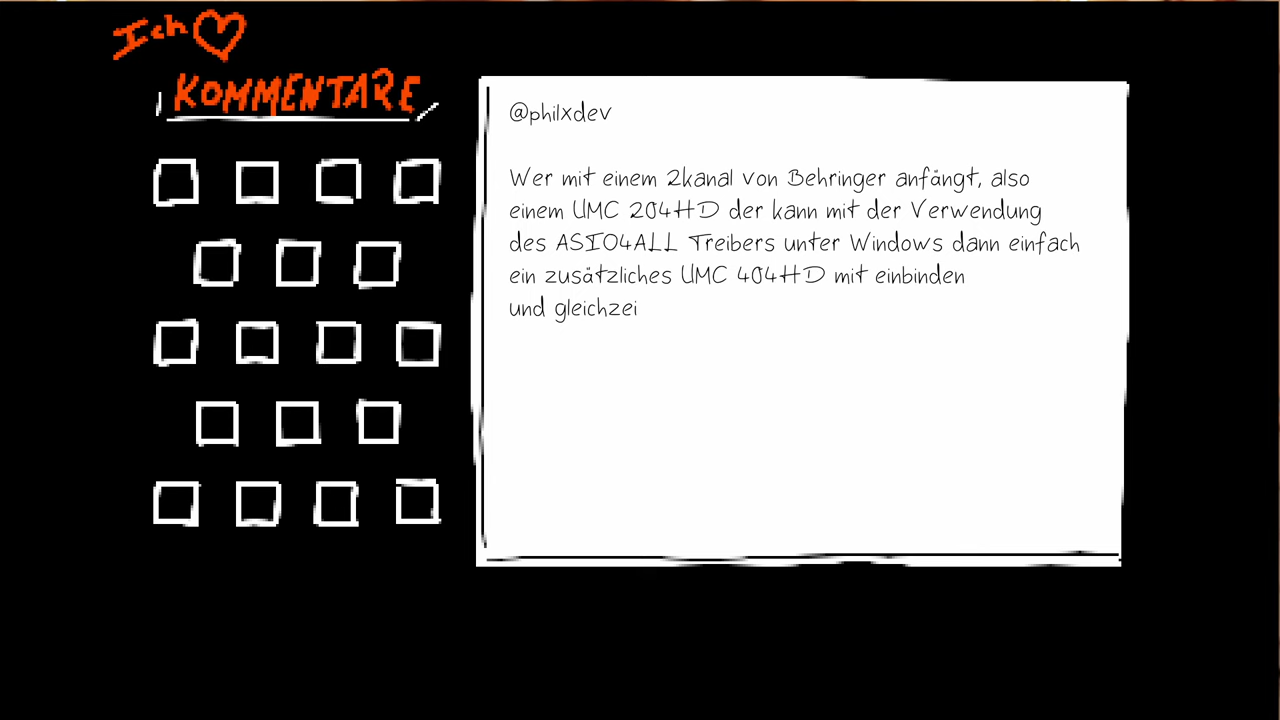 Ich
KOMMENTARE
@philxdev
Wer mit einem 2kanal von Behringer anfängt, also
einem UMC 204HD der kann mit der Verwendung
des ASIO4ALL Treibers unter Windows dann einfach
ein zusätzliches UMC 404HD mit einbinden
und gleichzei